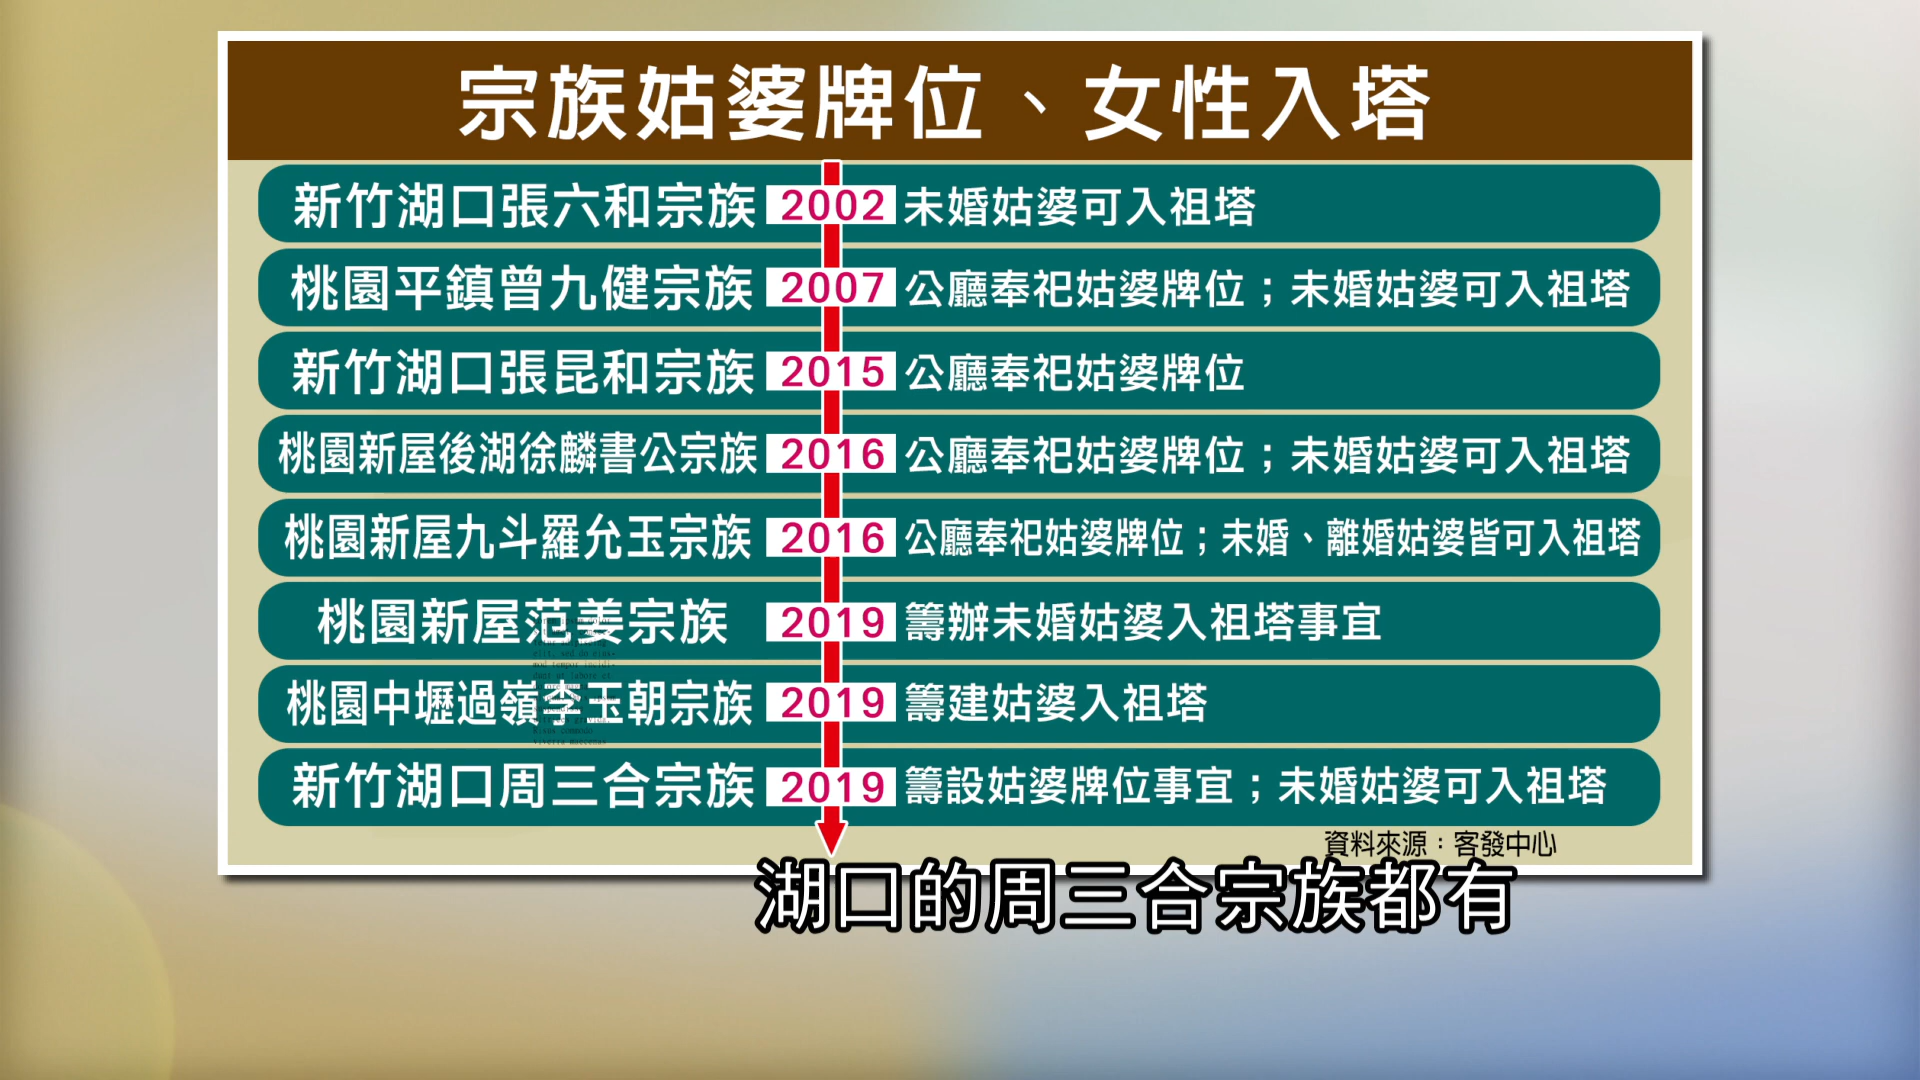 宗族姑婆牌位、女性入塔
新竹湖口張六和宗族 2002 未婚姑婆可入祖塔
桃園平鎮曾九健宗族 2007 公廳奉祀姑婆牌位；未婚姑婆可入祖塔
新竹湖口張昆和宗族 2015 公廳奉祀姑婆牌位
桃園新屋後湖徐麟書公宗族 2016 公廳奉祀姑婆牌位；未婚姑婆可入祖塔
桃園新屋九斗羅允玉宗族 2016 公廳奉祀姑婆牌位；未婚、離婚姑婆皆可入祖塔
桃園新屋范姜宗族 2019 籌辦未婚姑婆入祖塔事宜
elit, sed do eius-
mod tempor incidi-
桃園中壢過嶺李玉朝宗族 2019 籌建姑婆入祖塔
Risus commodo
viverra maecenas
新竹湖口周三合宗族 2019 籌設姑婆牌位事宜；未婚姑婆可入祖塔
資料來源：客發中心
湖口的周三合宗族都有